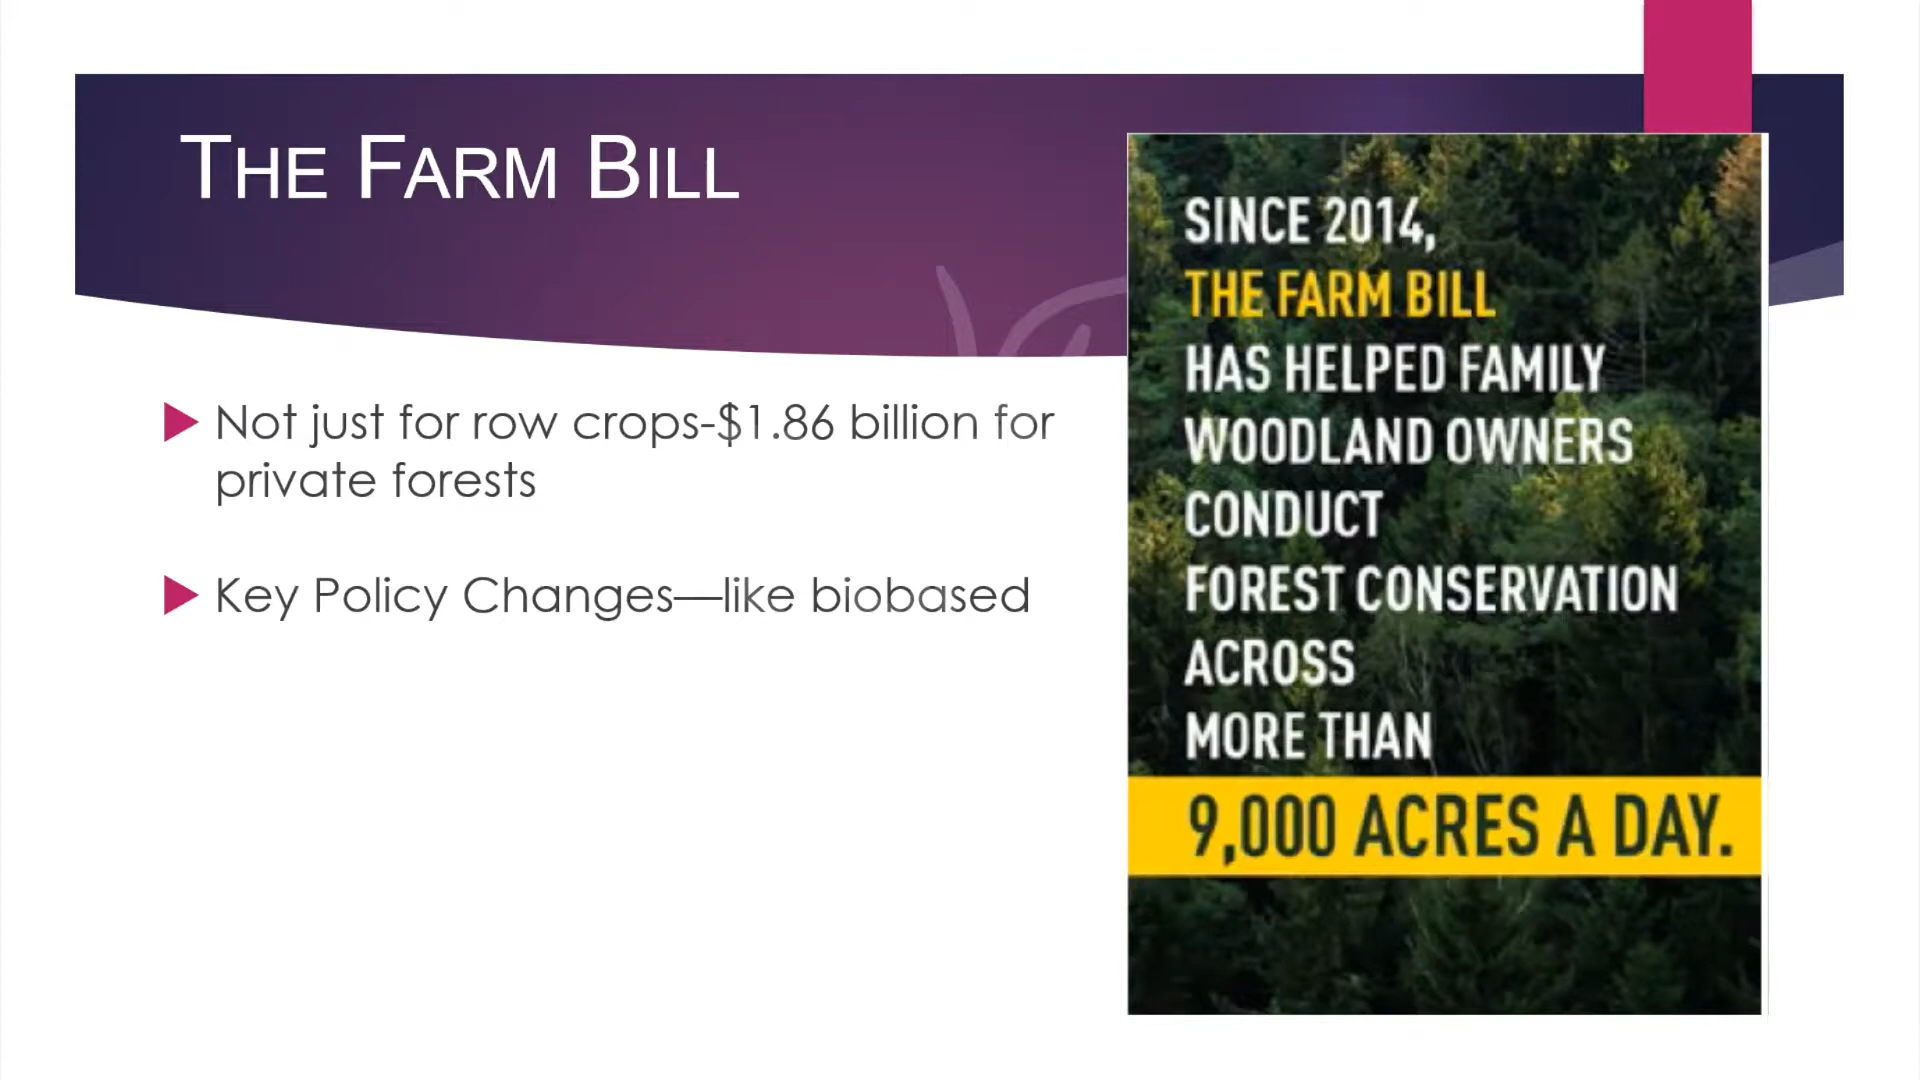 THE FARM BILL
Not just for row crops-$1.86 billion for
private forests
Key Policy Changes—like biobased
SINCE 2014,
THE FARM BILL
HAS HELPED FAMILY
WOODLAND OWNERS
CONDUCT
FOREST CONSERVATION
ACROSS
MORE THAN
9,000 ACRES A DAY.